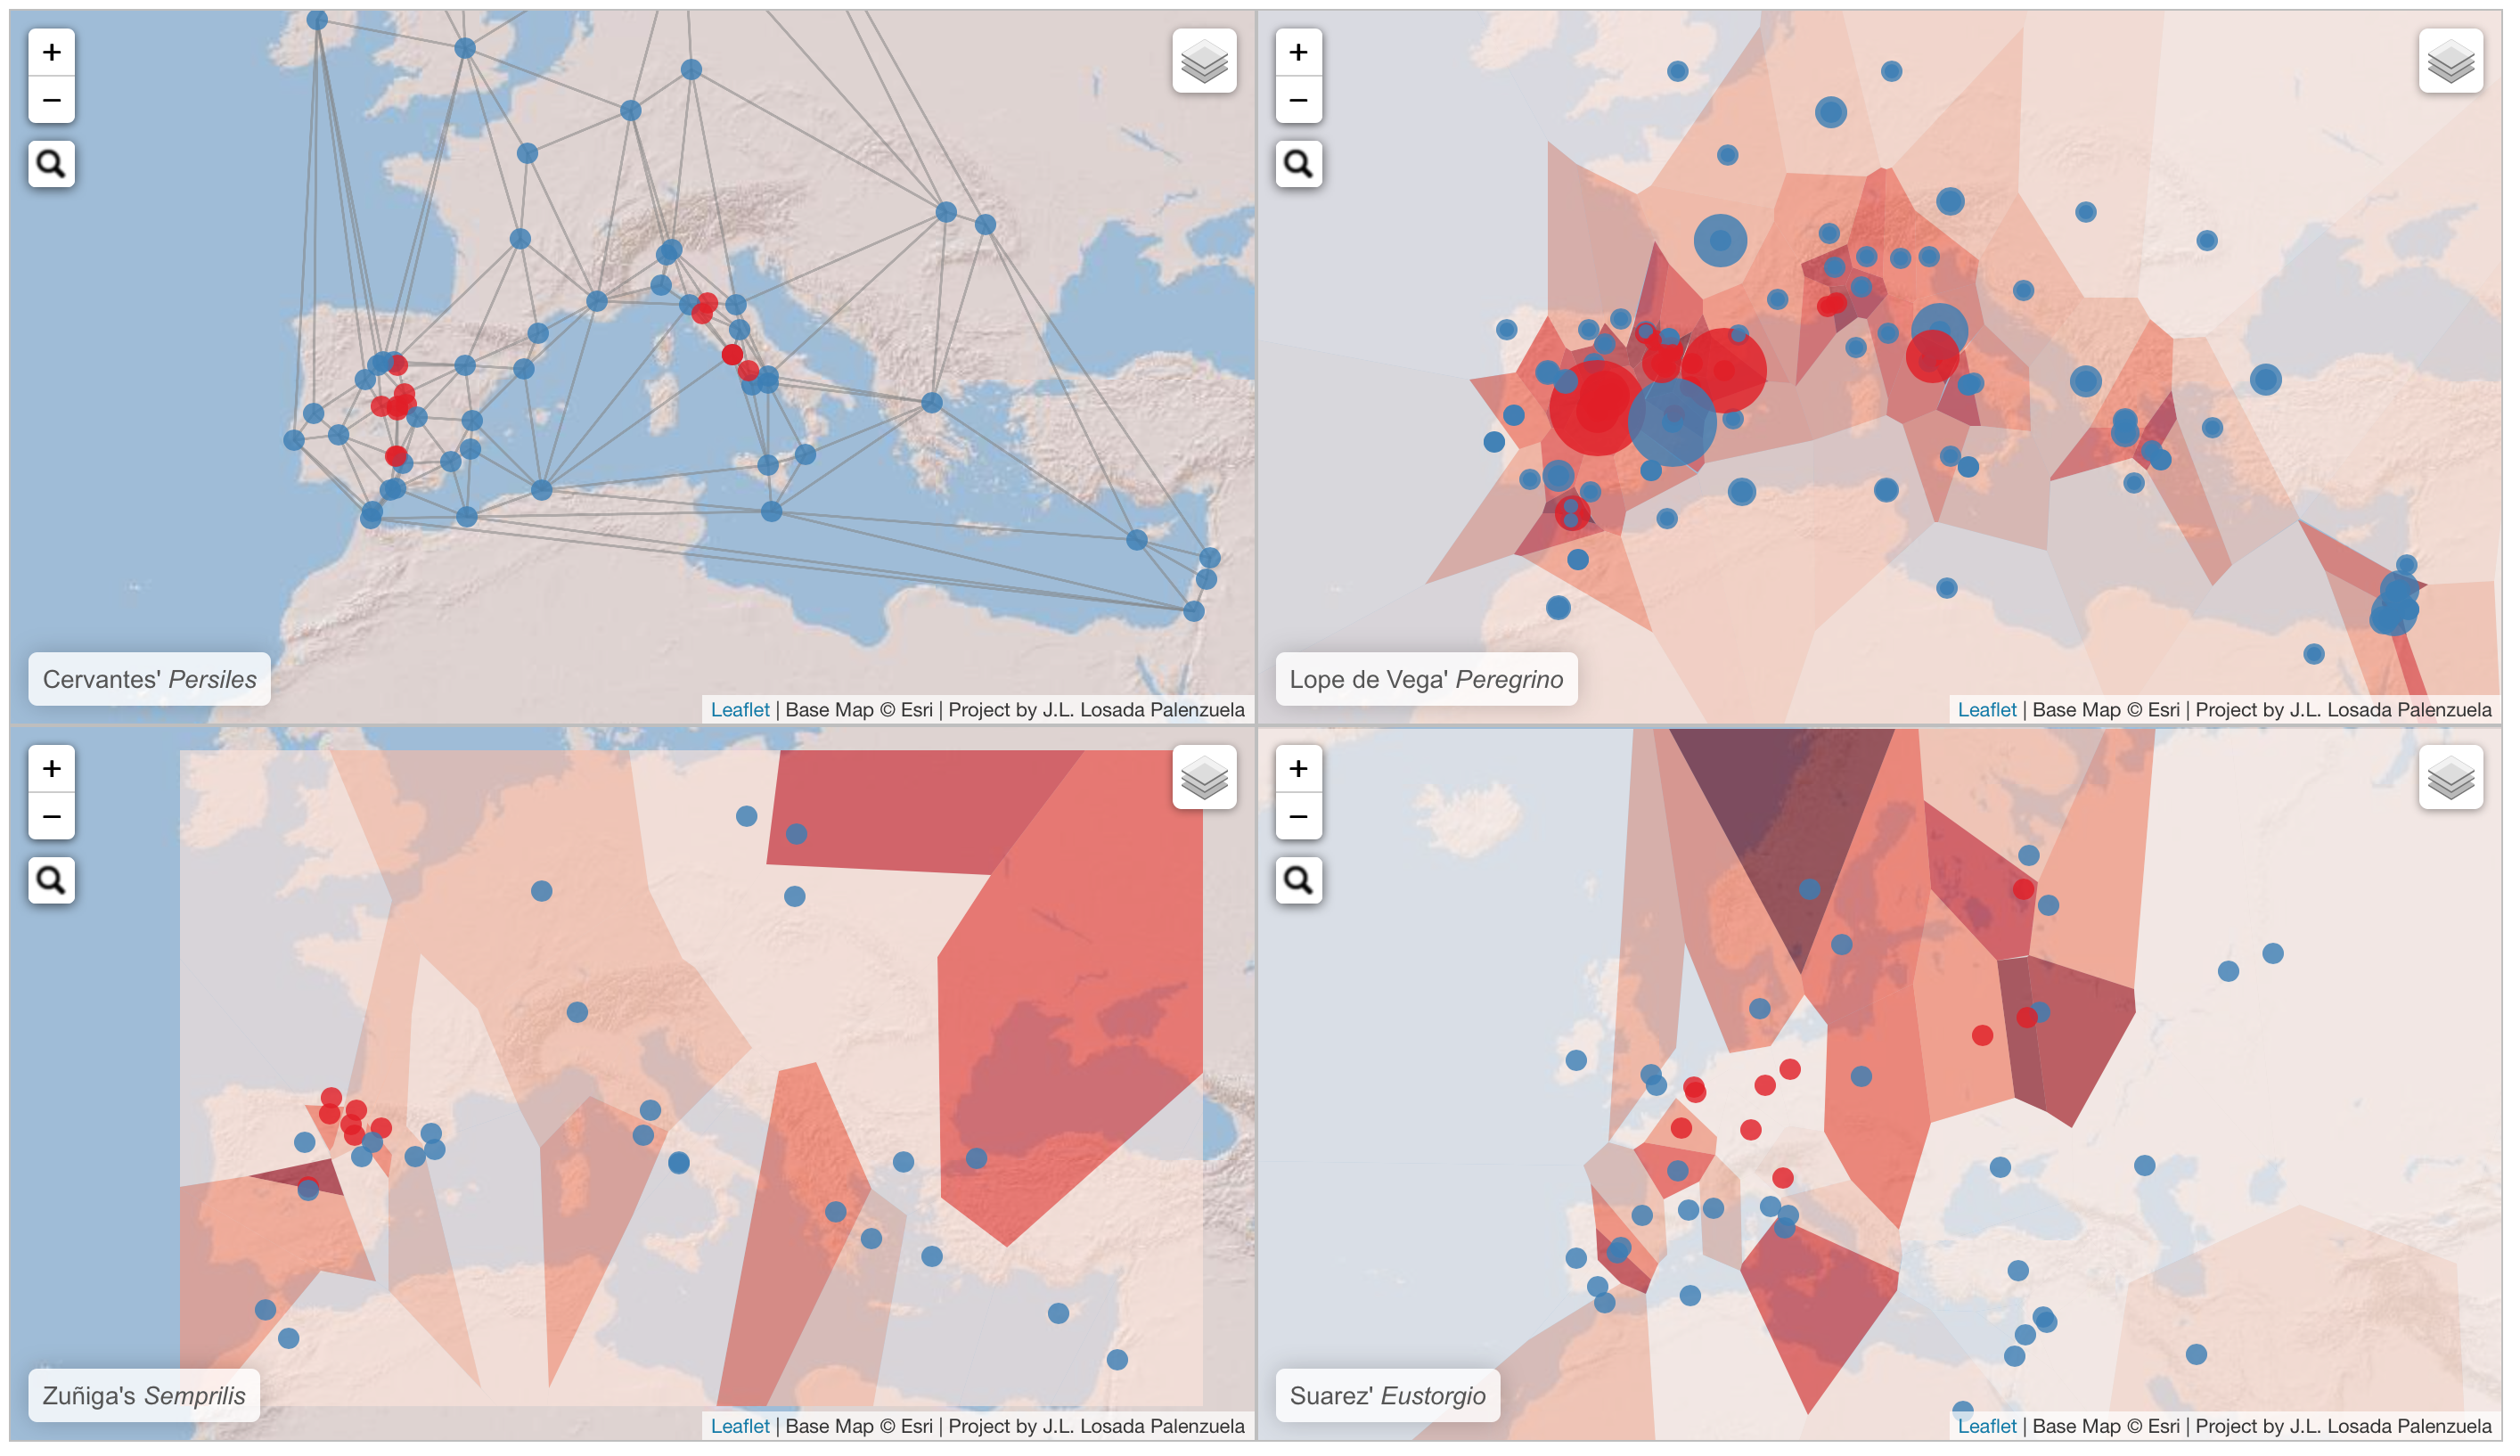 +
−
Cervantes' Persiles
Leaflet | Base Map © Esri | Project by J.L. Losada Palenzuela
+
−
Lope de Vega' Peregrino
Leaflet | Base Map © Esri | Project by J.L. Losada Palenzuela
+
−
Zuñiga's Semprilis
Leaflet | Base Map © Esri | Project by J.L. Losada Palenzuela
+
−
Suarez' Eustorgio
Leaflet | Base Map © Esri | Project by J.L. Losada Palenzuela